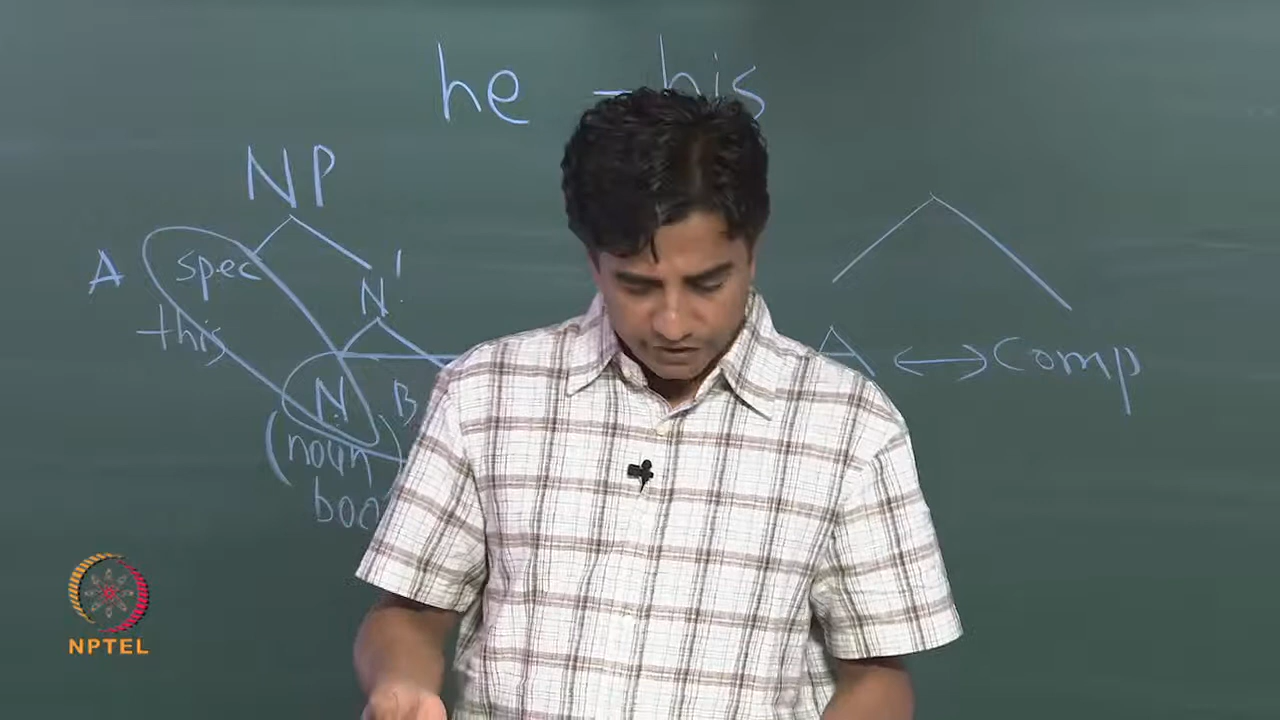 he - his
NP
A spec
N'
this
A ↔ Comp
N B
(noun)
NPTEL